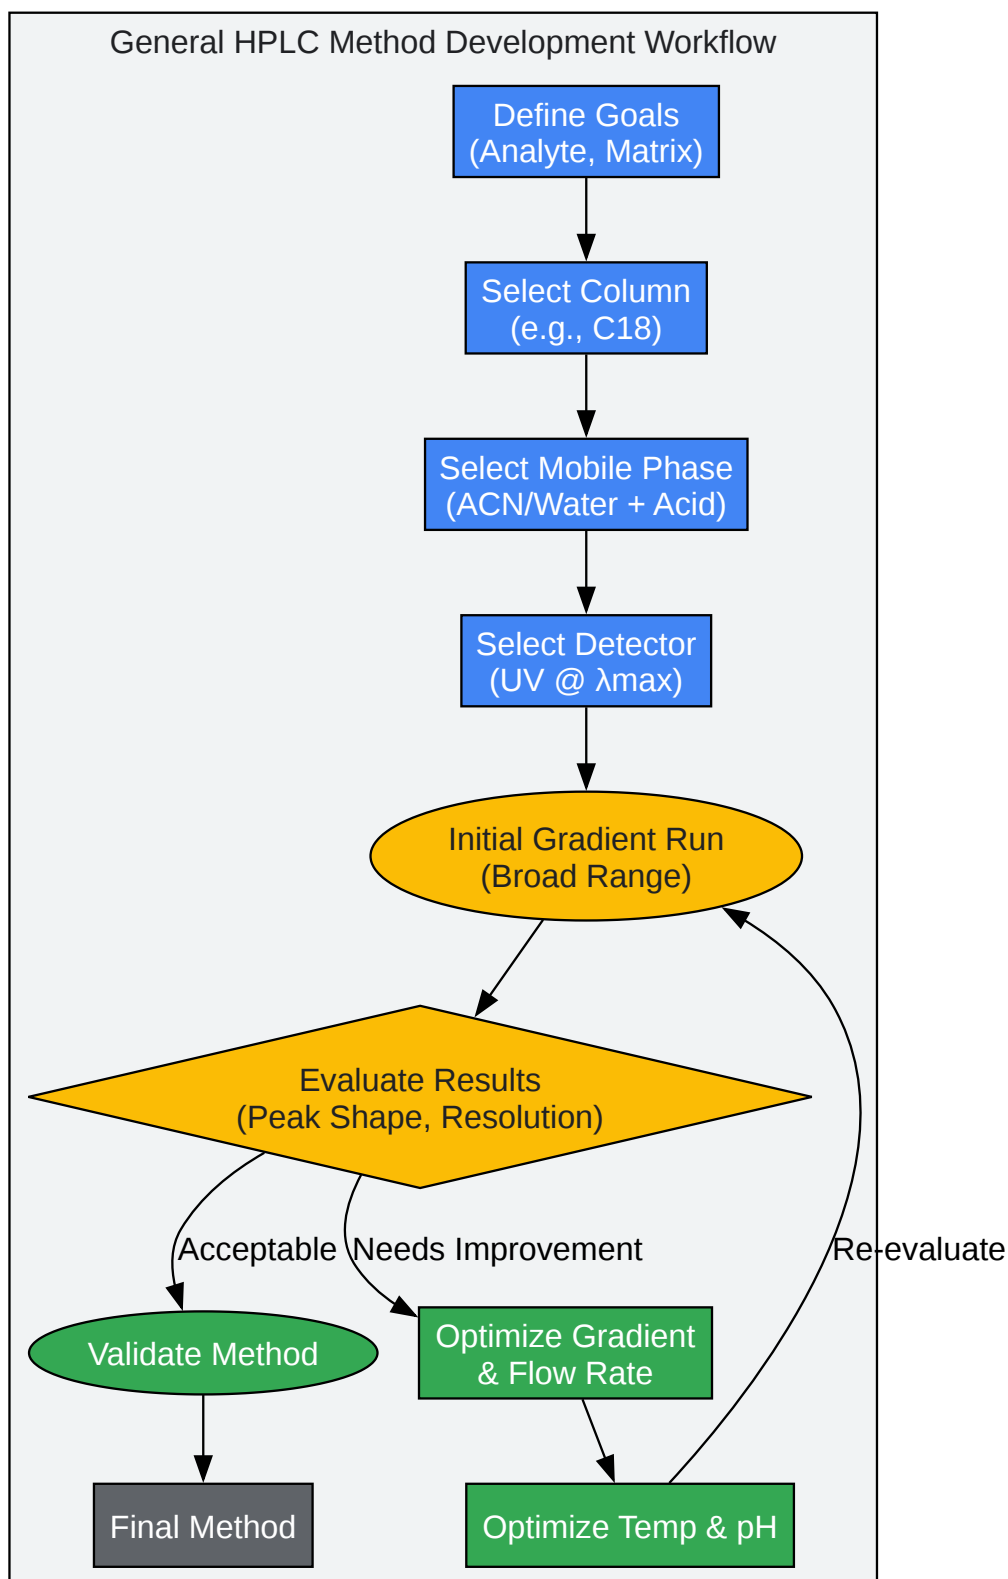 General HPLC Method Development Workflow
Define Goals
(Analyte, Matrix)
Select Column
(e.g., C18)
Select Mobile Phase
(ACN/Water + Acid)
Select Detector
(UV @ λmax)
Initial Gradient Run
(Broad Range)
Evaluate Results
(Peak Shape, Resolution)
Acceptable
Needs Improvement
Re-evaluate
Validate Method
Optimize Gradient
& Flow Rate
Final Method
Optimize Temp & pH